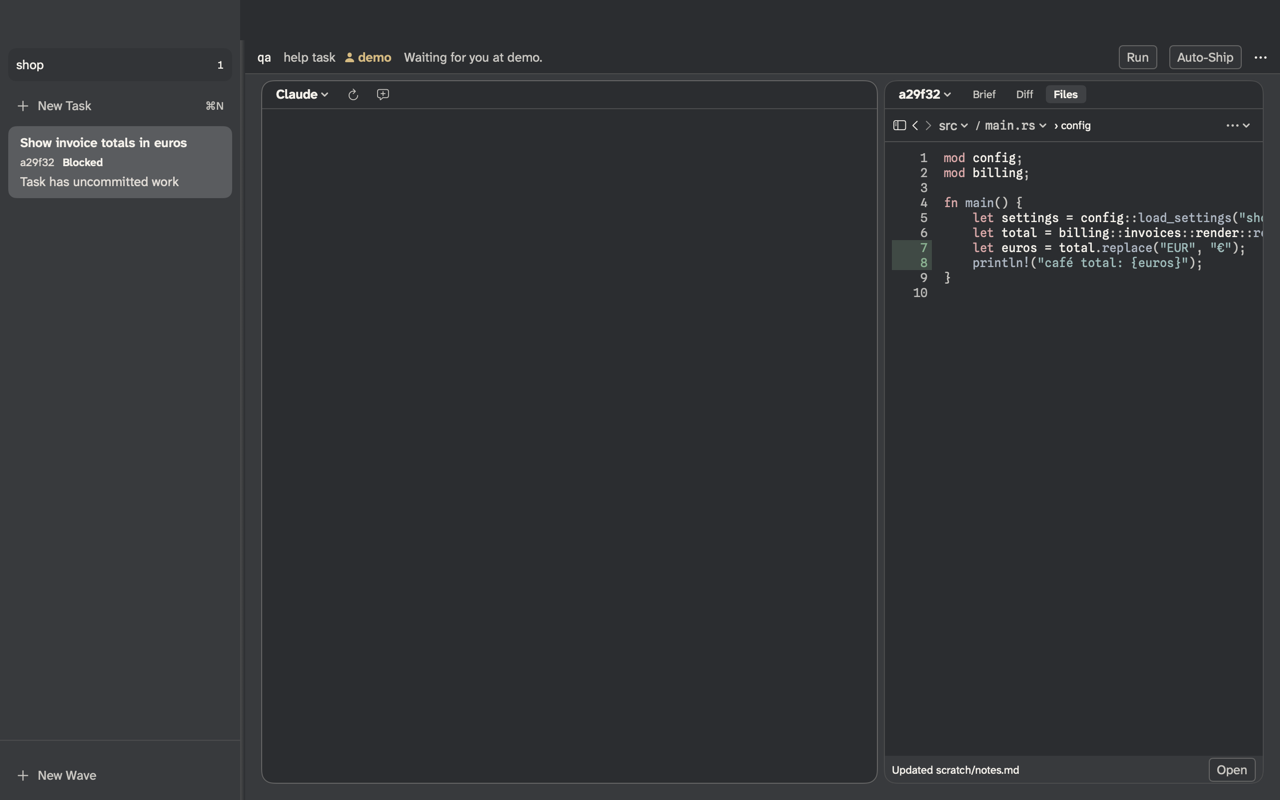 shop 1
New Task ⌘N
Show invoice totals in euros
a29f32 Blocked
Task has uncommitted work
New Wave
qa help task demo Waiting for you at demo.
Run Auto-Ship ···
Claude
a29f32 Brief Diff Files
src / main.rs › config ···
1 mod config;
2 mod billing;
3
4 fn main() {
5     let settings = config::load_settings("sho
6     let total = billing::invoices::render::re
7     let euros = total.replace("EUR", "€");
8     println!("café total: {euros}");
9 }
10
Updated scratch/notes.md Open